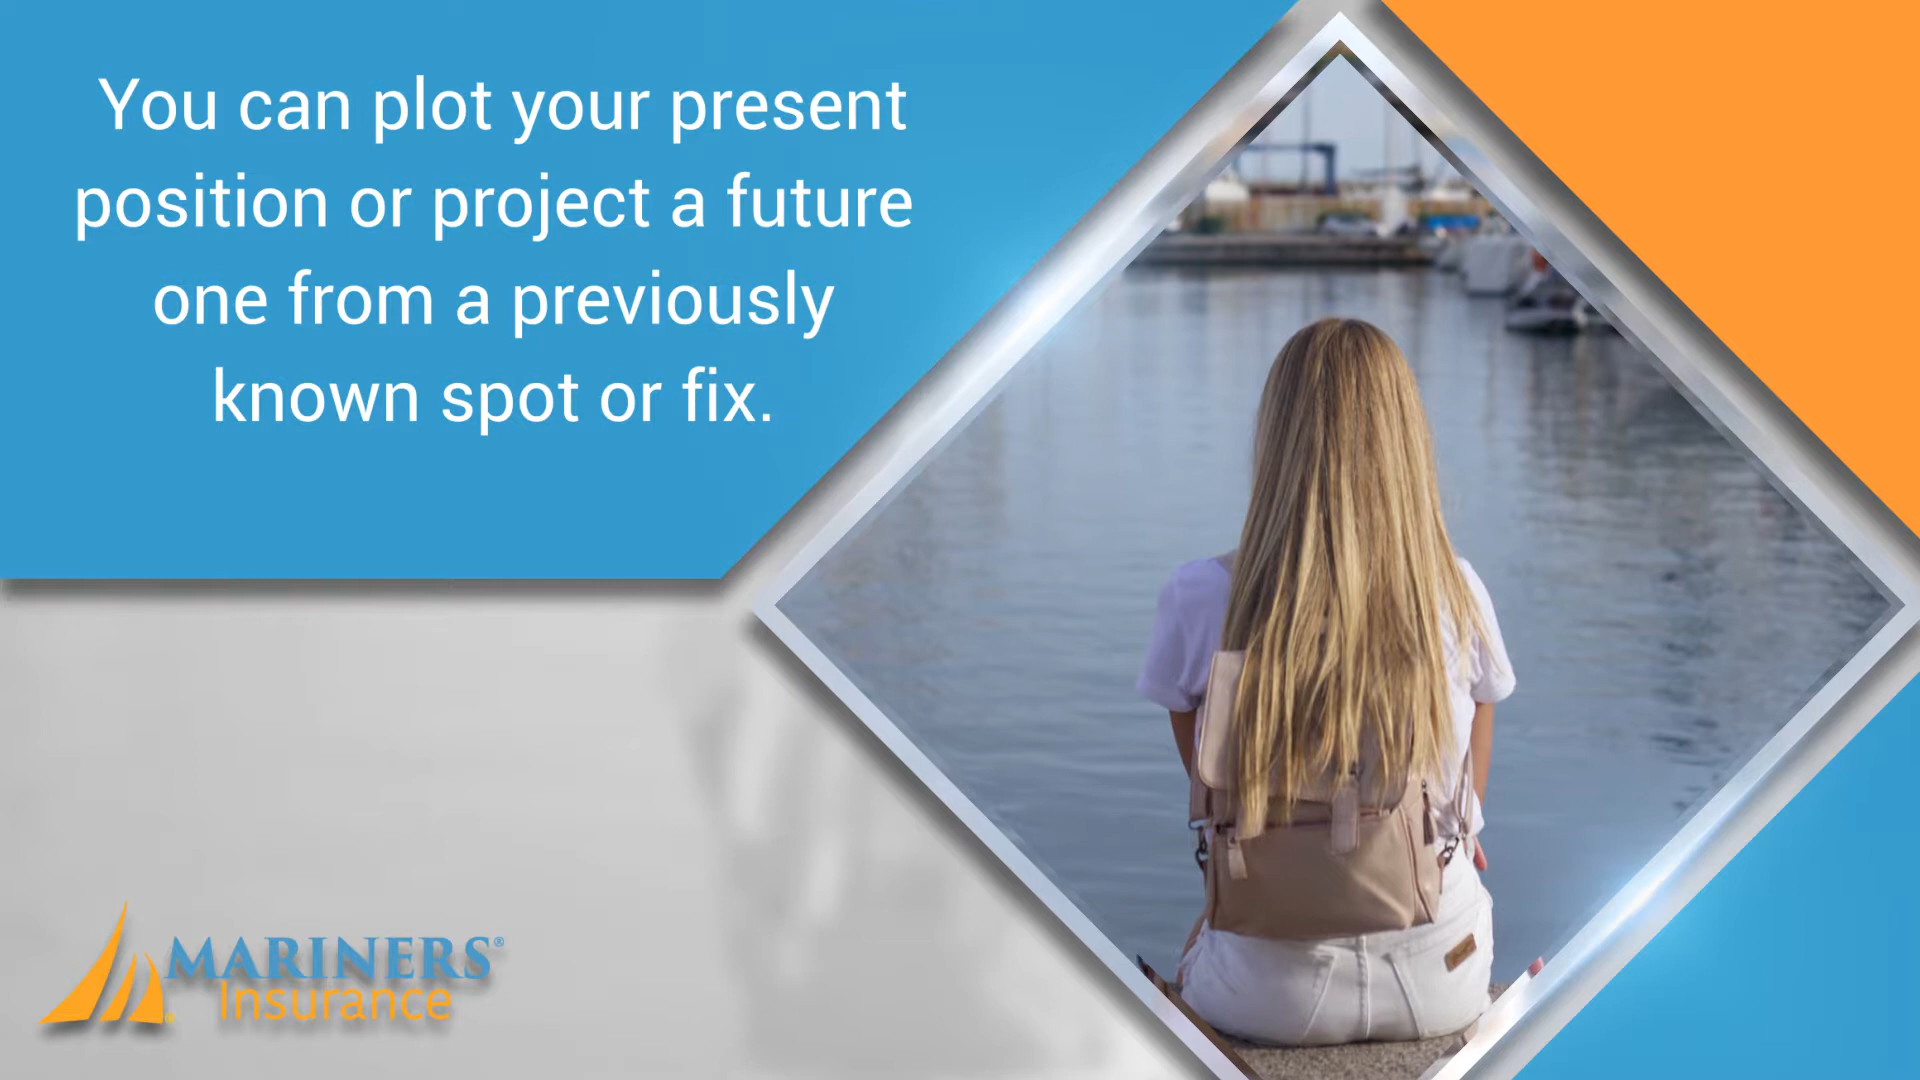 You can plot your present
position or project a future
one from a previously
known spot or fix.
MARINERS®
Insurance